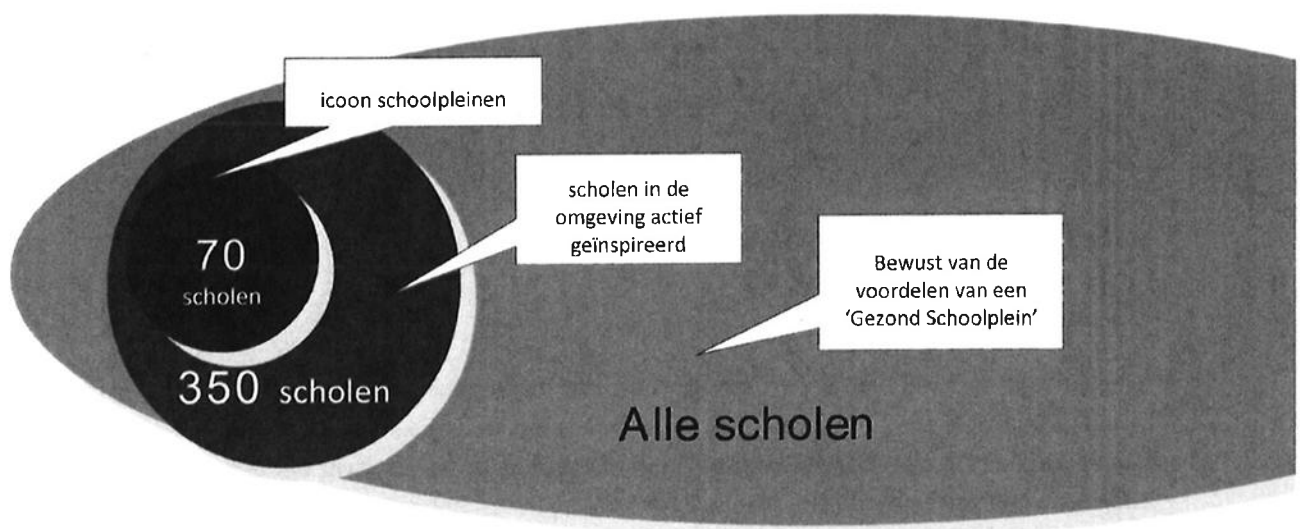 icoon schoolpleinen
scholen in de
omgeving actief
geïnspireerd
70
scholen
Bewust van de
voordelen van een
‘Gezond Schoolplein’
350 scholen
Alle scholen